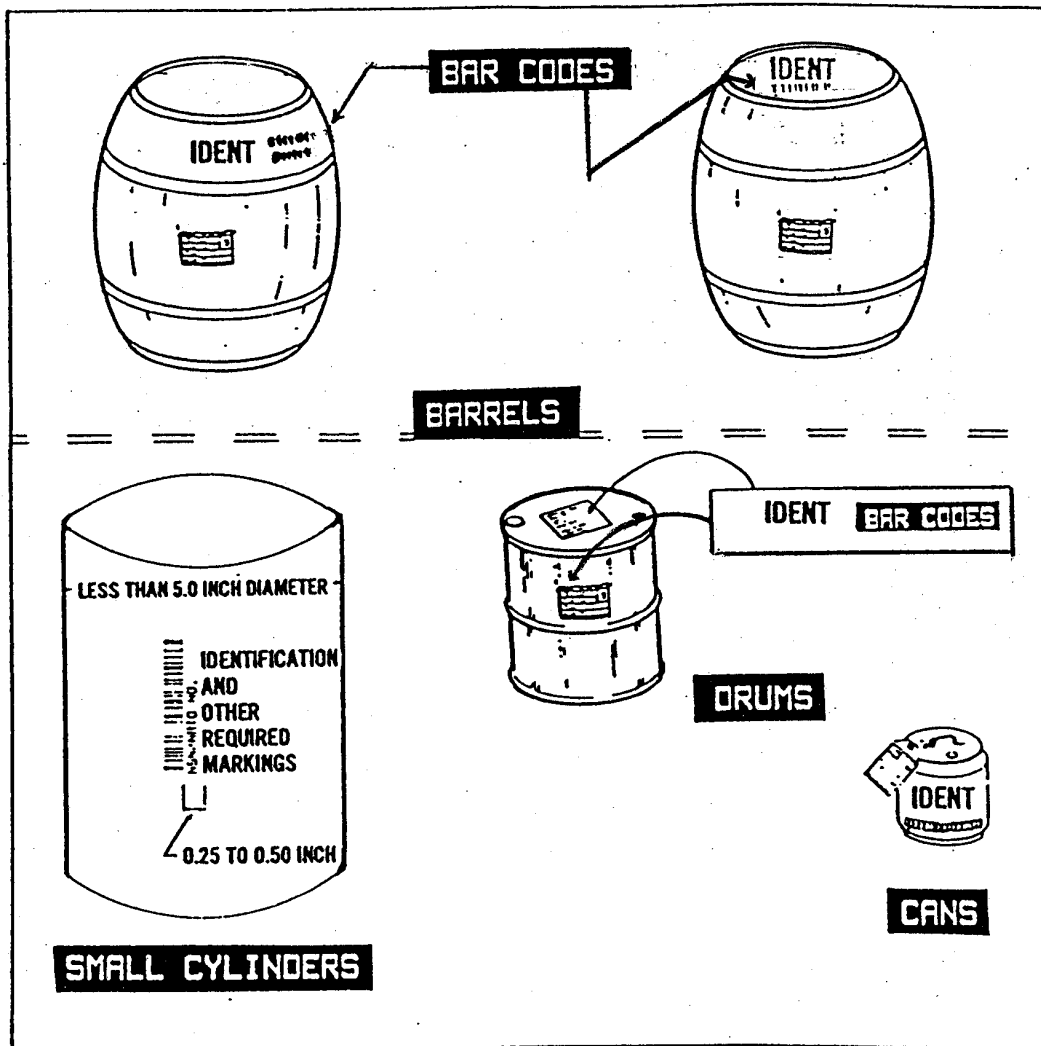 BAR CODES
IDENT
IDENT
BARRELS
LESS THAN 5.0 INCH DIAMETER
IDENTIFICATION
AND
OTHER
REQUIRED
MARKINGS
0.25 TO 0.50 INCH
SMALL CYLINDERS
IDENT BAR CODES
DRUMS
IDENT
CANS